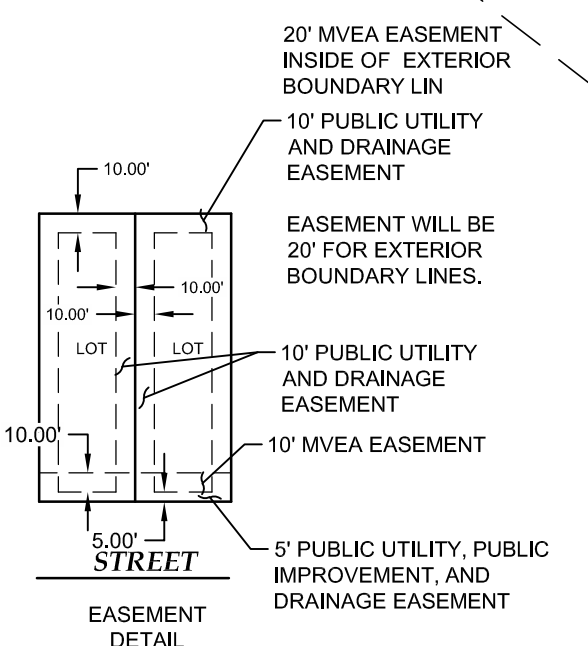 20' MVEA EASEMENT
INSIDE OF EXTERIOR
BOUNDARY LIN
10' PUBLIC UTILITY
AND DRAINAGE
EASEMENT
10.00'
EASEMENT WILL BE
20' FOR EXTERIOR
BOUNDARY LINES.
10.00'
10.00'
LOT
LOT
10' PUBLIC UTILITY
AND DRAINAGE
EASEMENT
10.00'
10' MVEA EASEMENT
5.00'
STREET
5' PUBLIC UTILITY, PUBLIC
IMPROVEMENT, AND
DRAINAGE EASEMENT
EASEMENT
DETAIL